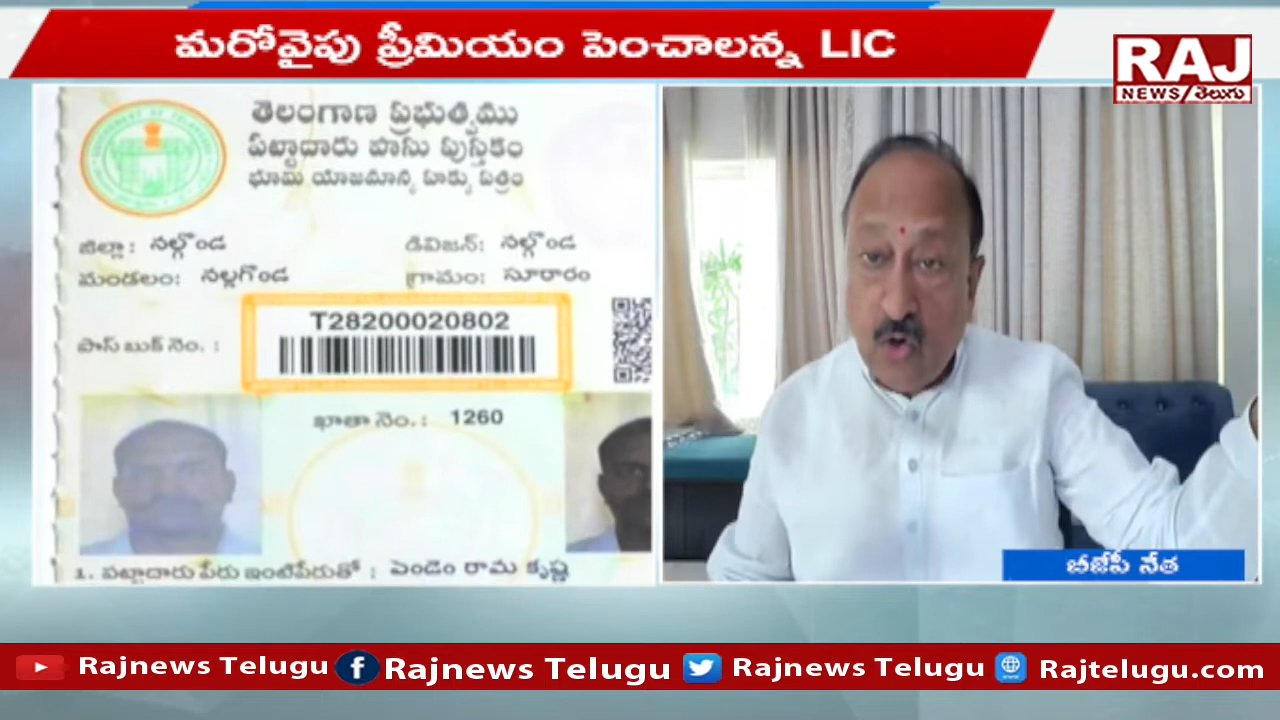 మరోవైపు ప్రీమియం పెంచాలన్న LIC
RAJ
NEWS తెలుగు
తెలంగాణ ప్రభుత్వము
పట్టాదారు పాసు పుస్తకం
భూమి యాజమాన్య హక్కు పత్రం
జిల్లా: నల్గొండ
డివిజన్: నల్గొండ
మండలం: నల్లగొండ
గ్రామం: సూరారం
పాస్ బుక్ నెం. :
T28200020802
ఖాతా నెం. : 1260
1. పట్టాదారు పేరు ఇంటిపేరుతో : పెండెం రామ కృష్ణ
బీజేపీ నేత
Rajnews Telugu
Rajnews Telugu
Rajnews Telugu
Rajtelugu.com